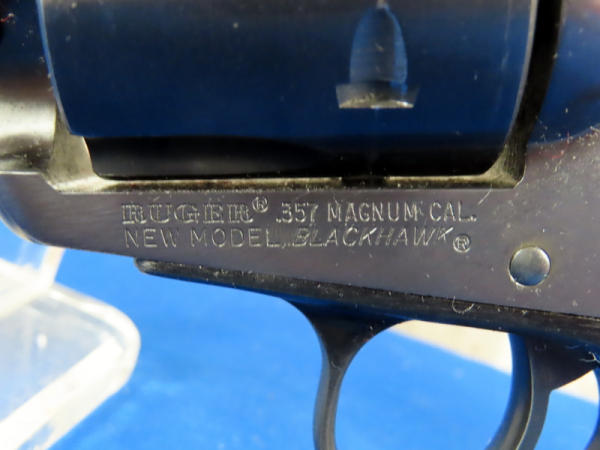 RUGER® .357 MAGNUM CAL.
NEW MODEL BLACKHAWK®